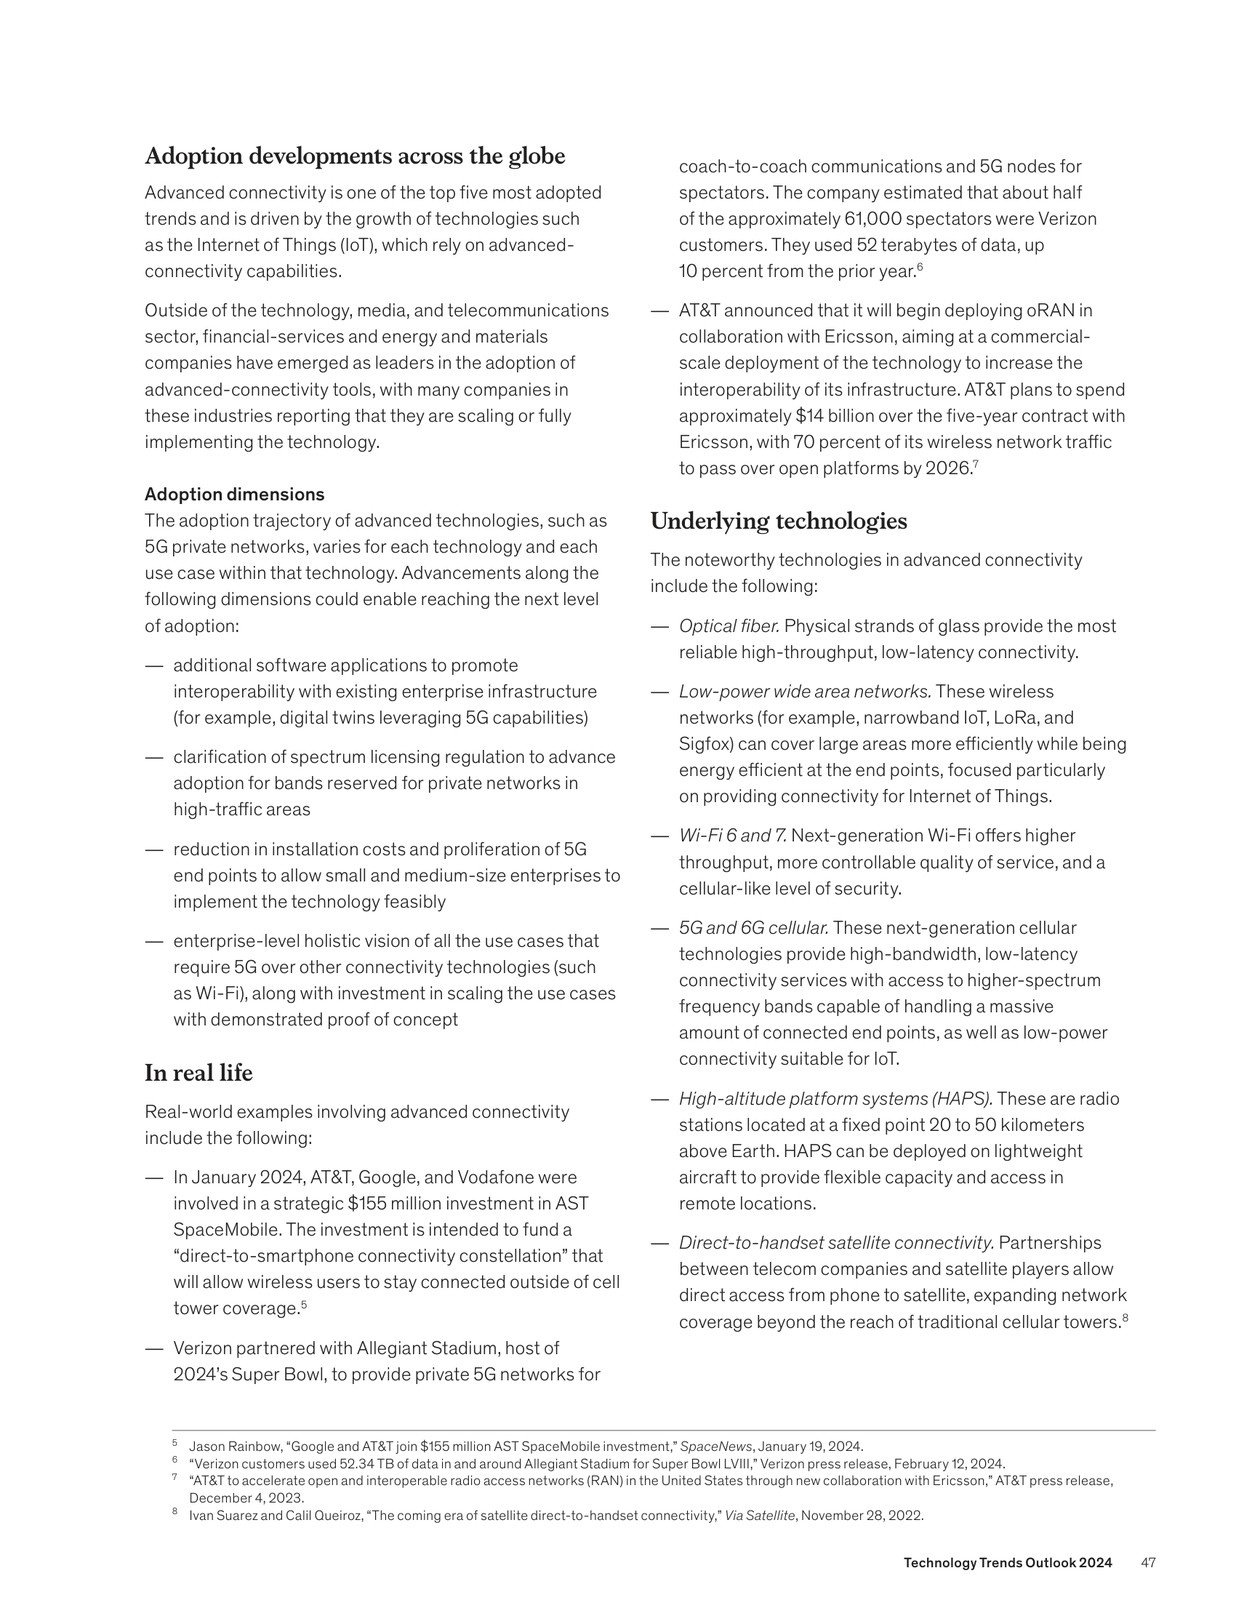 Adoption developments across the globe
Advanced connectivity is one of the top five most adopted
trends and is driven by the growth of technologies such
as the Internet of Things (IoT), which rely on advanced-
connectivity capabilities.
Outside of the technology, media, and telecommunications
sector, financial-services and energy and materials
companies have emerged as leaders in the adoption of
advanced-connectivity tools, with many companies in
these industries reporting that they are scaling or fully
implementing the technology.
Adoption dimensions
The adoption trajectory of advanced technologies, such as
5G private networks, varies for each technology and each
use case within that technology. Advancements along the
following dimensions could enable reaching the next level
of adoption:
— additional software applications to promote
interoperability with existing enterprise infrastructure
(for example, digital twins leveraging 5G capabilities)
— clarification of spectrum licensing regulation to advance
adoption for bands reserved for private networks in
high-traffic areas
— reduction in installation costs and proliferation of 5G
end points to allow small and medium-size enterprises to
implement the technology feasibly
— enterprise-level holistic vision of all the use cases that
require 5G over other connectivity technologies (such
as Wi-Fi), along with investment in scaling the use cases
with demonstrated proof of concept
In real life
Real-world examples involving advanced connectivity
include the following:
— In January 2024, AT&T, Google, and Vodafone were
involved in a strategic $155 million investment in AST
SpaceMobile. The investment is intended to fund a
“direct-to-smartphone connectivity constellation” that
will allow wireless users to stay connected outside of cell
tower coverage.5
— Verizon partnered with Allegiant Stadium, host of
2024’s Super Bowl, to provide private 5G networks for
coach-to-coach communications and 5G nodes for
spectators. The company estimated that about half
of the approximately 61,000 spectators were Verizon
customers. They used 52 terabytes of data, up
10 percent from the prior year.6
— AT&T announced that it will begin deploying oRAN in
collaboration with Ericsson, aiming at a commercial-
scale deployment of the technology to increase the
interoperability of its infrastructure. AT&T plans to spend
approximately $14 billion over the five-year contract with
Ericsson, with 70 percent of its wireless network traffic
to pass over open platforms by 2026.7
Underlying technologies
The noteworthy technologies in advanced connectivity
include the following:
— Optical fiber. Physical strands of glass provide the most
reliable high-throughput, low-latency connectivity.
— Low-power wide area networks. These wireless
networks (for example, narrowband IoT, LoRa, and
Sigfox) can cover large areas more efficiently while being
energy efficient at the end points, focused particularly
on providing connectivity for Internet of Things.
— Wi-Fi 6 and 7. Next-generation Wi-Fi offers higher
throughput, more controllable quality of service, and a
cellular-like level of security.
— 5G and 6G cellular. These next-generation cellular
technologies provide high-bandwidth, low-latency
connectivity services with access to higher-spectrum
frequency bands capable of handling a massive
amount of connected end points, as well as low-power
connectivity suitable for IoT.
— High-altitude platform systems (HAPS). These are radio
stations located at a fixed point 20 to 50 kilometers
above Earth. HAPS can be deployed on lightweight
aircraft to provide flexible capacity and access in
remote locations.
— Direct-to-handset satellite connectivity. Partnerships
between telecom companies and satellite players allow
direct access from phone to satellite, expanding network
coverage beyond the reach of traditional cellular towers.8
5 Jason Rainbow, “Google and AT&T join $155 million AST SpaceMobile investment,” SpaceNews, January 19, 2024.
6 “Verizon customers used 52.34 TB of data in and around Allegiant Stadium for Super Bowl LVIII,” Verizon press release, February 12, 2024.
7 “AT&T to accelerate open and interoperable radio access networks (RAN) in the United States through new collaboration with Ericsson,” AT&T press release,
December 4, 2023.
8 Ivan Suarez and Calil Queiroz, “The coming era of satellite direct-to-handset connectivity,” Via Satellite, November 28, 2022.
Technology Trends Outlook 2024 47